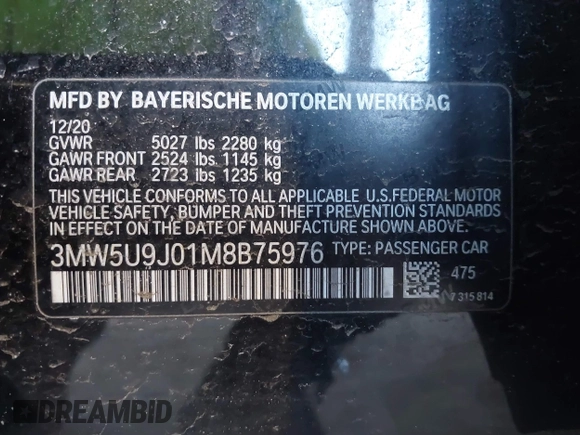 MFD BY BAYERISCHE MOTOREN WERKE AG
12/20
GVWR 5027 lbs 2280 kg
GAWR FRONT 2524 lbs. 1145 kg
GAWR REAR 2723 lbs 1235 kg
THIS VEHICLE CONFORMS TO ALL APPLICABLE U.S.FEDERAL MOTOR
VEHICLE SAFETY, BUMPER AND THEFT PREVENTION STANDARDS
IN EFFECT ON THE DATE OF MANUFACTURE SHOWN ABOVE.
3MW5U9J01M8B75976 TYPE: PASSENGER CAR
475
7 315 814
DREAMBID